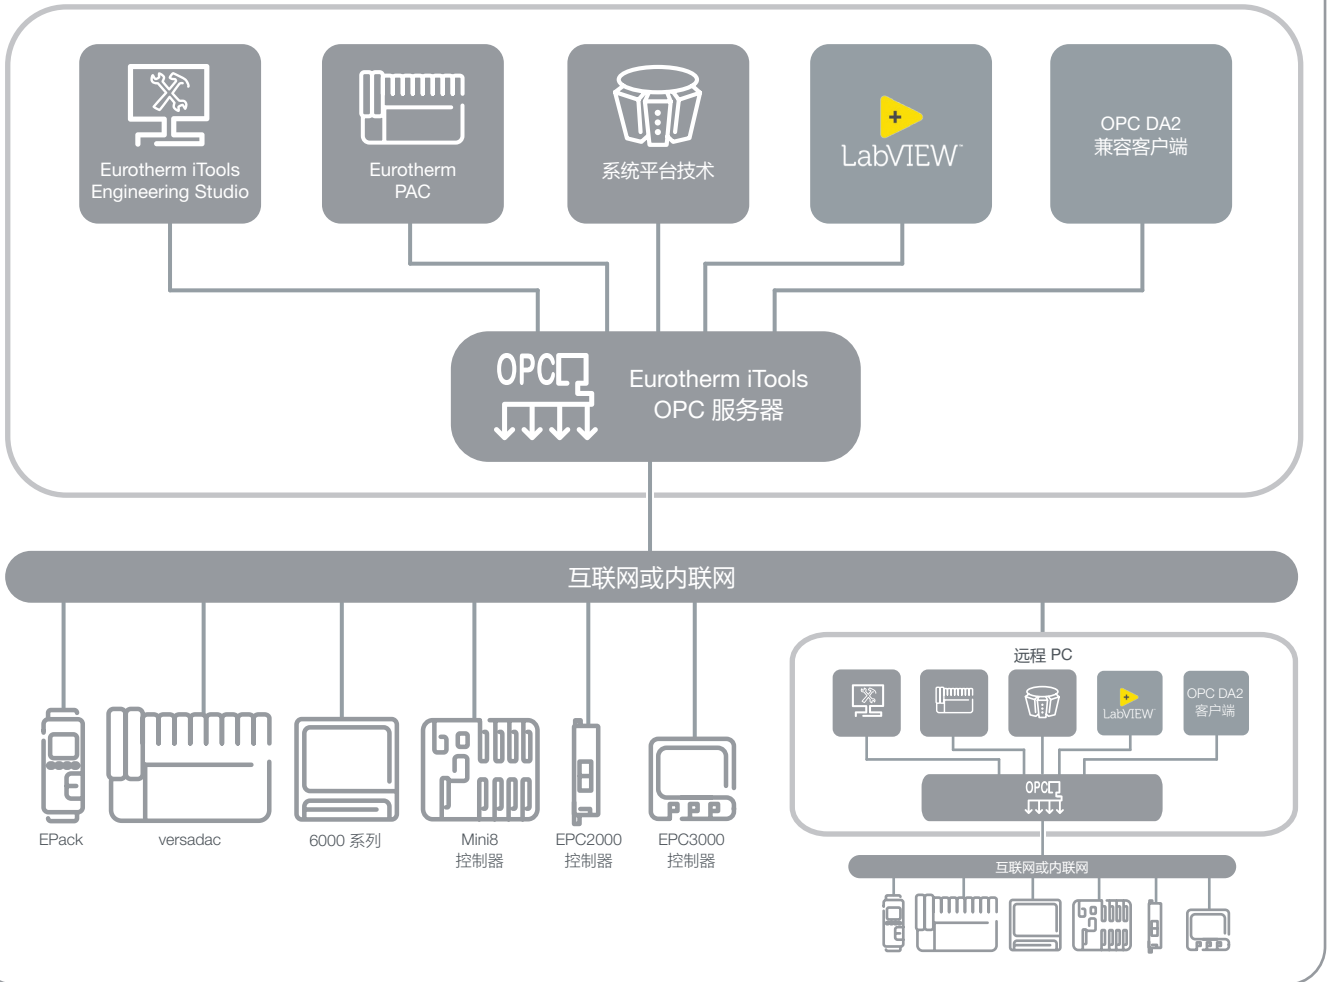 Eurotherm iTools
Engineering Studio
Eurotherm
PAC
系统平台技术
LabVIEW™
OPC DA2
兼容客户端
OPC
Eurotherm iTools
OPC 服务器
互联网或内联网
远程 PC
LabVIEW
OPC DA2
客户端
OPC
互联网或内联网
EPack
versadac
6000 系列
Mini8
控制器
EPC2000
控制器
EPC3000
控制器